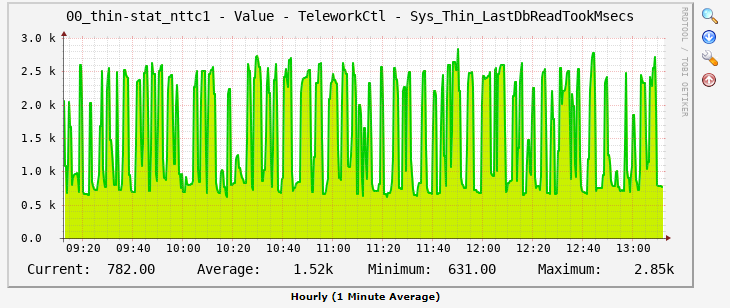 00_thin-stat_nttc1 - Value - TeleworkCtl - Sys_Thin_LastDbReadTookMsecs
RRDTOOL / TOBI OETIKER
3.0 k
2.5 k
2.0 k
1.5 k
1.0 k
0.5 k
0.0
09:20 09:40 10:00 10:20 10:40 11:00 11:20 11:40 12:00 12:20 12:40 13:00
Current: 782.00 Average: 1.52k Minimum: 631.00 Maximum: 2.85k
Hourly (1 Minute Average)